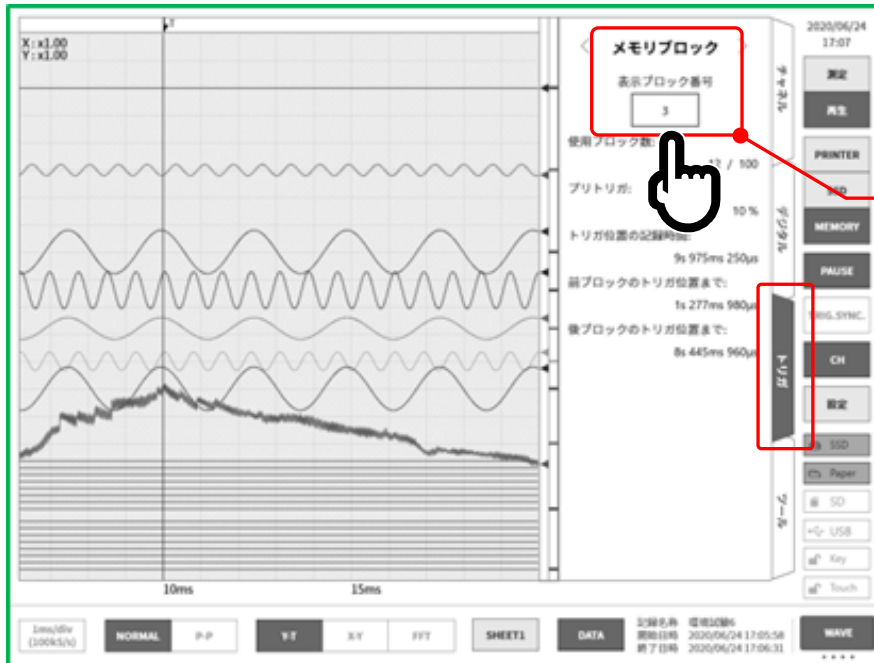 T
X: x1.00
Y: x1.00
メモリブロック
表示ブロック番号
3
使用ブロック数:
12 / 100
プリトリガ:
10 %
トリガ位置の記録時間:
9s 975ms 250μs
前ブロックのトリガ位置まで:
1s 277ms 980μs
後ブロックのトリガ位置まで:
8s 445ms 960μs
チャネル
デジタル
トリガ
ツール
2020/06/24
17:07
測定
再生
PRINTER
SSD
MEMORY
PAUSE
TRIG.SYNC.
CH
設定
SSD
Paper
SD
USB
Key
Touch
10ms
15ms
1ms/div
(100kS/s)
NORMAL
P-P
Y-T
X-Y
FFT
SHEET1
DATA
記録名称 環境試験6
開始日時 2020/06/24 17:05:58
終了日時 2020/06/24 17:06:31
WAVE